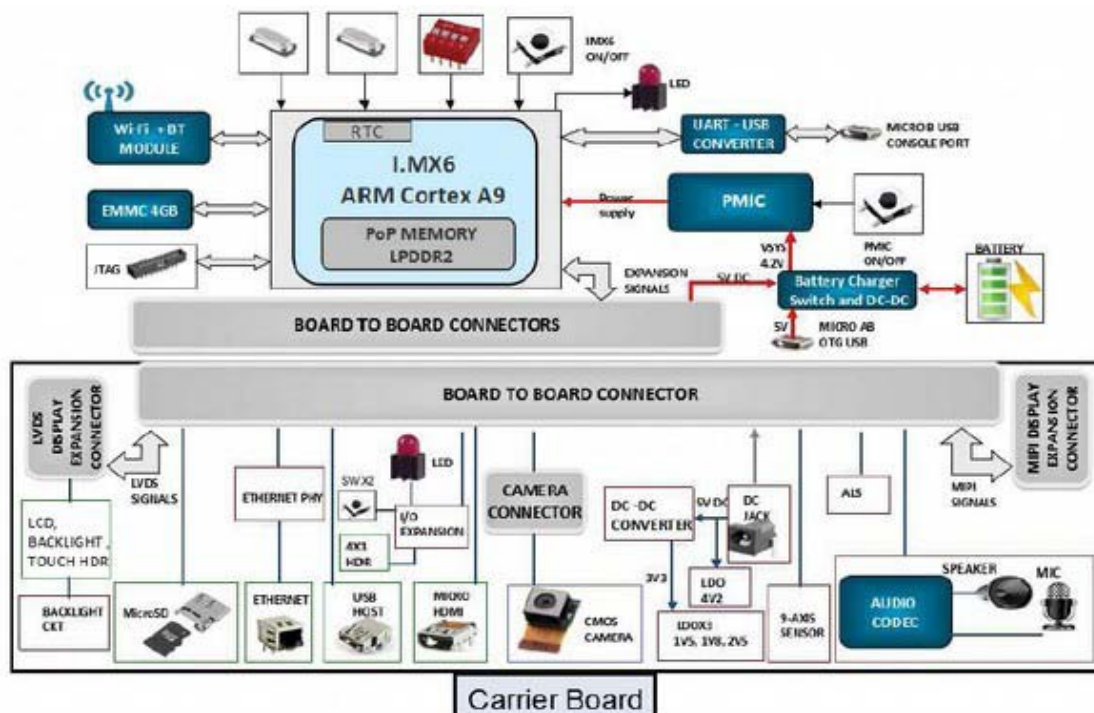 IMX6
ON/OFF
LED
Wi-Fi + BT
MODULE
RTC
I.MX6
ARM Cortex A9
UART - USB
CONVERTER
MICRO B USB
CONSOLE PORT
EMMC 4GB
Power
supply
PMIC
PoP MEMORY
LPDDR2
JTAG
VSYS
4.2V
PMIC
ON/OFF
BATTERY
EXPANSION
SIGNALS
5V DC
Battery Charger
Switch and DC-DC
BOARD TO BOARD CONNECTORS
5V
MICRO AB
OTG USB
BOARD TO BOARD CONNECTOR
LVDS
DISPLAY
EXPANSION
CONNECTOR
MIPI DISPLAY
EXPANSION
CONNECTOR
LVDS
SIGNALS
MIPI
SIGNALS
ETHERNET PHY
LED
SW X2
I/O
EXPANSION
4X3
HDR
CAMERA
CONNECTOR
DC -DC
CONVERTER
5V DC
DC
JACK
ALS
LCD,
BACKLIGHT,
TOUCH HDR
3V3
LDO
4V2
BACKLIGHT
CKT
MicroSD
ETHERNET
USB
HOST
MICRO
HDMI
CMOS
CAMERA
LDOX3
1V5, 1V8, 2V5
9-AXIS
SENSOR
AUDIO
CODEC
SPEAKER
MIC
Carrier Board